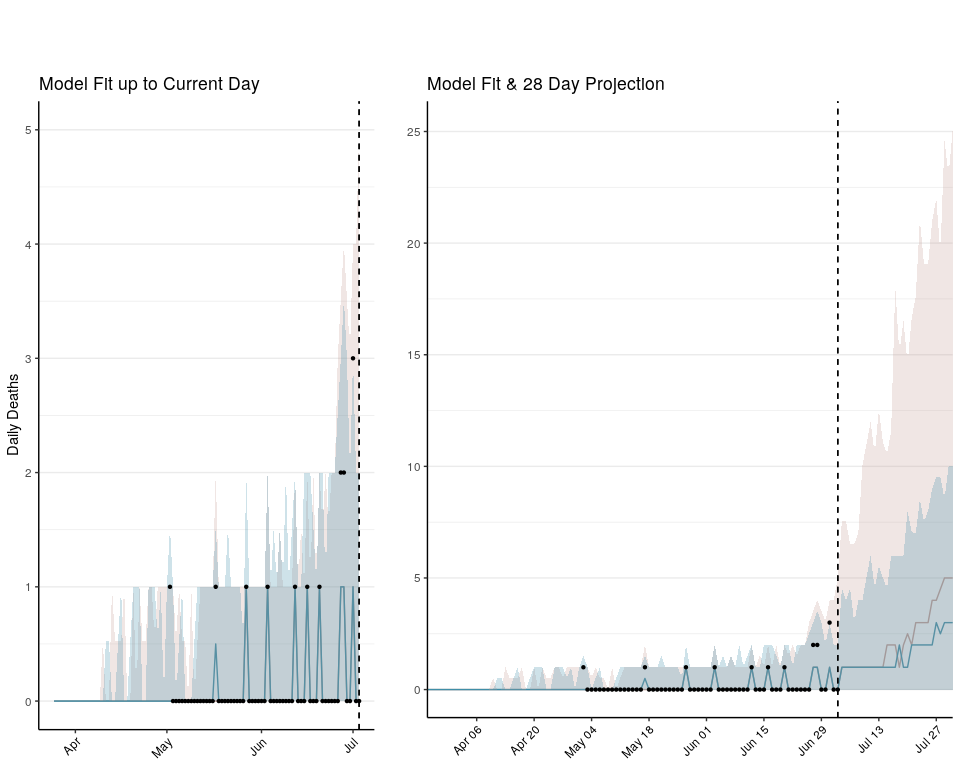 Model Fit up to Current Day
Daily Deaths
5
4
3
2
1
0
Apr
May
Jun
Jul
Model Fit & 28 Day Projection
25
20
15
10
5
0
Apr 06
Apr 20
May 04
May 18
Jun 01
Jun 15
Jun 29
Jul 13
Jul 27